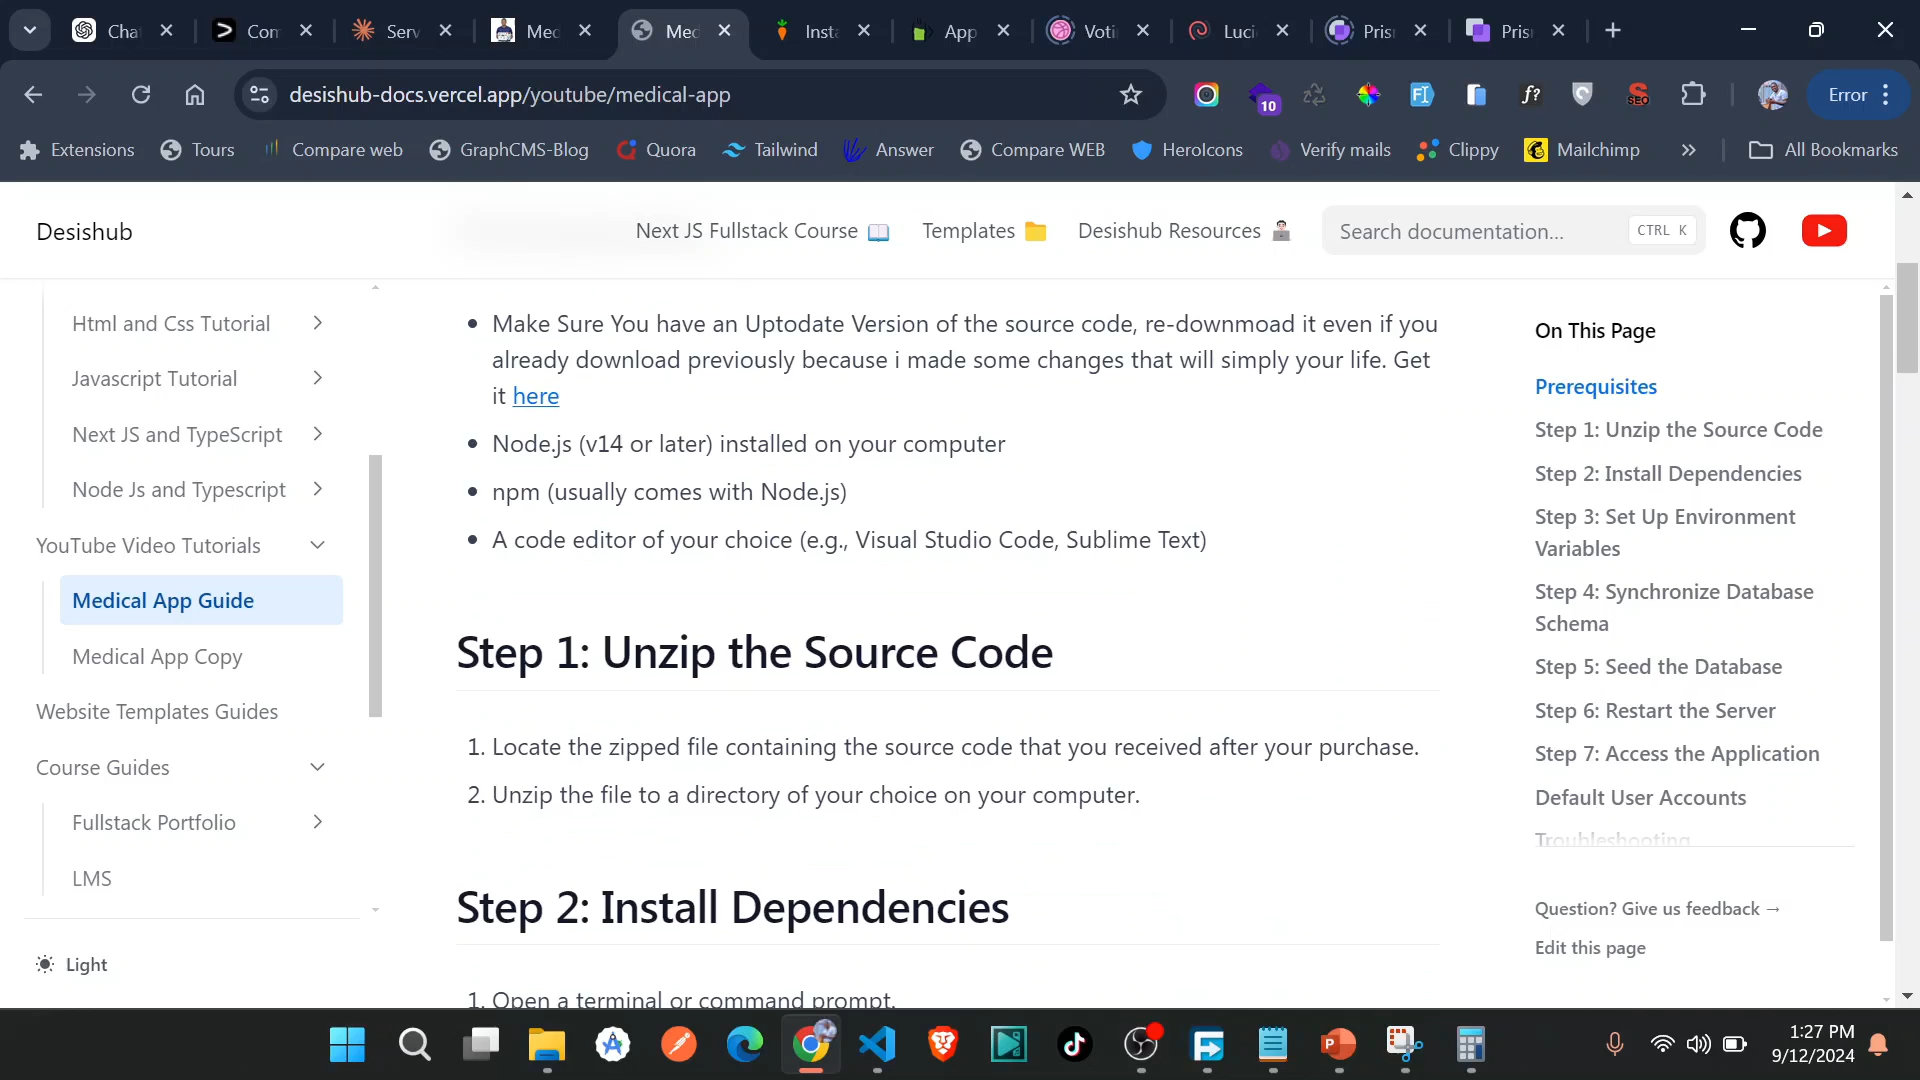 Cha
Com
Serv
Med
Med
Insta
App
Votin
Luci
Pris
Pris
desishub-docs.vercel.app/youtube/medical-app
10
FI
f?
SEO
Error
Extensions
Tours
Compare web
GraphCMS-Blog
Quora
Tailwind
Answer
Compare WEB
HeroIcons
Verify mails
Clippy
Mailchimp
All Bookmarks
Desishub
Next JS Fullstack Course
Templates
Desishub Resources
Search documentation...
CTRL K
Html and Css Tutorial
Javascript Tutorial
Next JS and TypeScript
Node Js and Typescript
YouTube Video Tutorials
Medical App Guide
Medical App Copy
Website Templates Guides
Course Guides
Fullstack Portfolio
LMS
Light
• Make Sure You have an Uptodate Version of the source code, re-downmoad it even if you
already download previously because i made some changes that will simply your life. Get
it here
• Node.js (v14 or later) installed on your computer
• npm (usually comes with Node.js)
• A code editor of your choice (e.g., Visual Studio Code, Sublime Text)
Step 1: Unzip the Source Code
1. Locate the zipped file containing the source code that you received after your purchase.
2. Unzip the file to a directory of your choice on your computer.
Step 2: Install Dependencies
1. Open a terminal or command prompt.
On This Page
Prerequisites
Step 1: Unzip the Source Code
Step 2: Install Dependencies
Step 3: Set Up Environment
Variables
Step 4: Synchronize Database
Schema
Step 5: Seed the Database
Step 6: Restart the Server
Step 7: Access the Application
Default User Accounts
Troubleshooting
Question? Give us feedback →
Edit this page
1:27 PM
9/12/2024